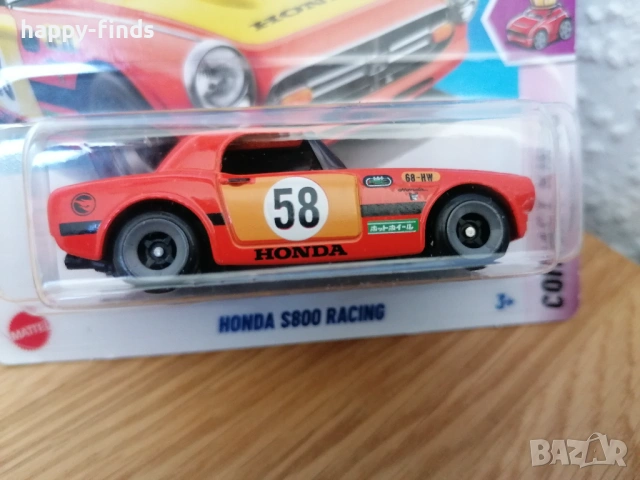 happy-finds
HONDA
58
68-HW
ホットホイール
HONDA
MATTEL
HONDA S800 RACING
3+
BAZAR